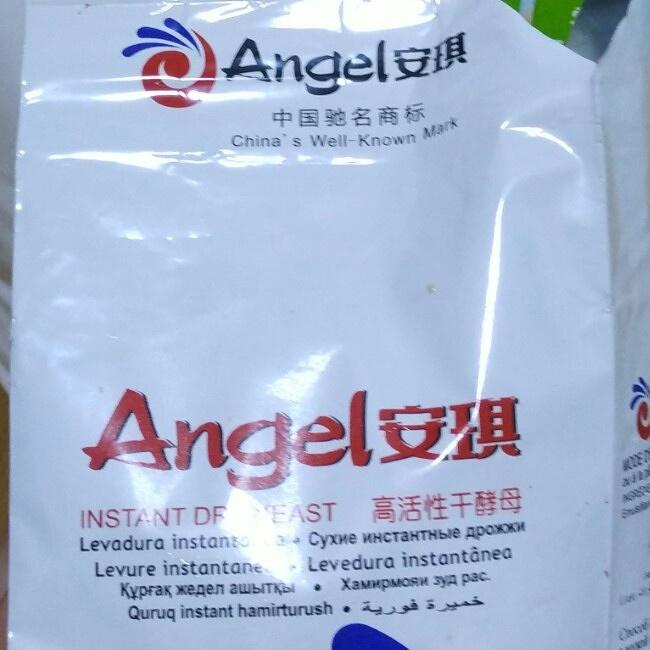 Angel安琪
中国驰名商标
China's Well-Known Mark
Angel安琪
INSTANT DRY YEAST 高活性干酵母
Levadura • Сухие инстантные дрожжи
Levure • Levedura instantânea
Құрғақ жедел ашытқы • Хамирмояи зуд рас.
Quruq instant hamirturush • خميرة فورية